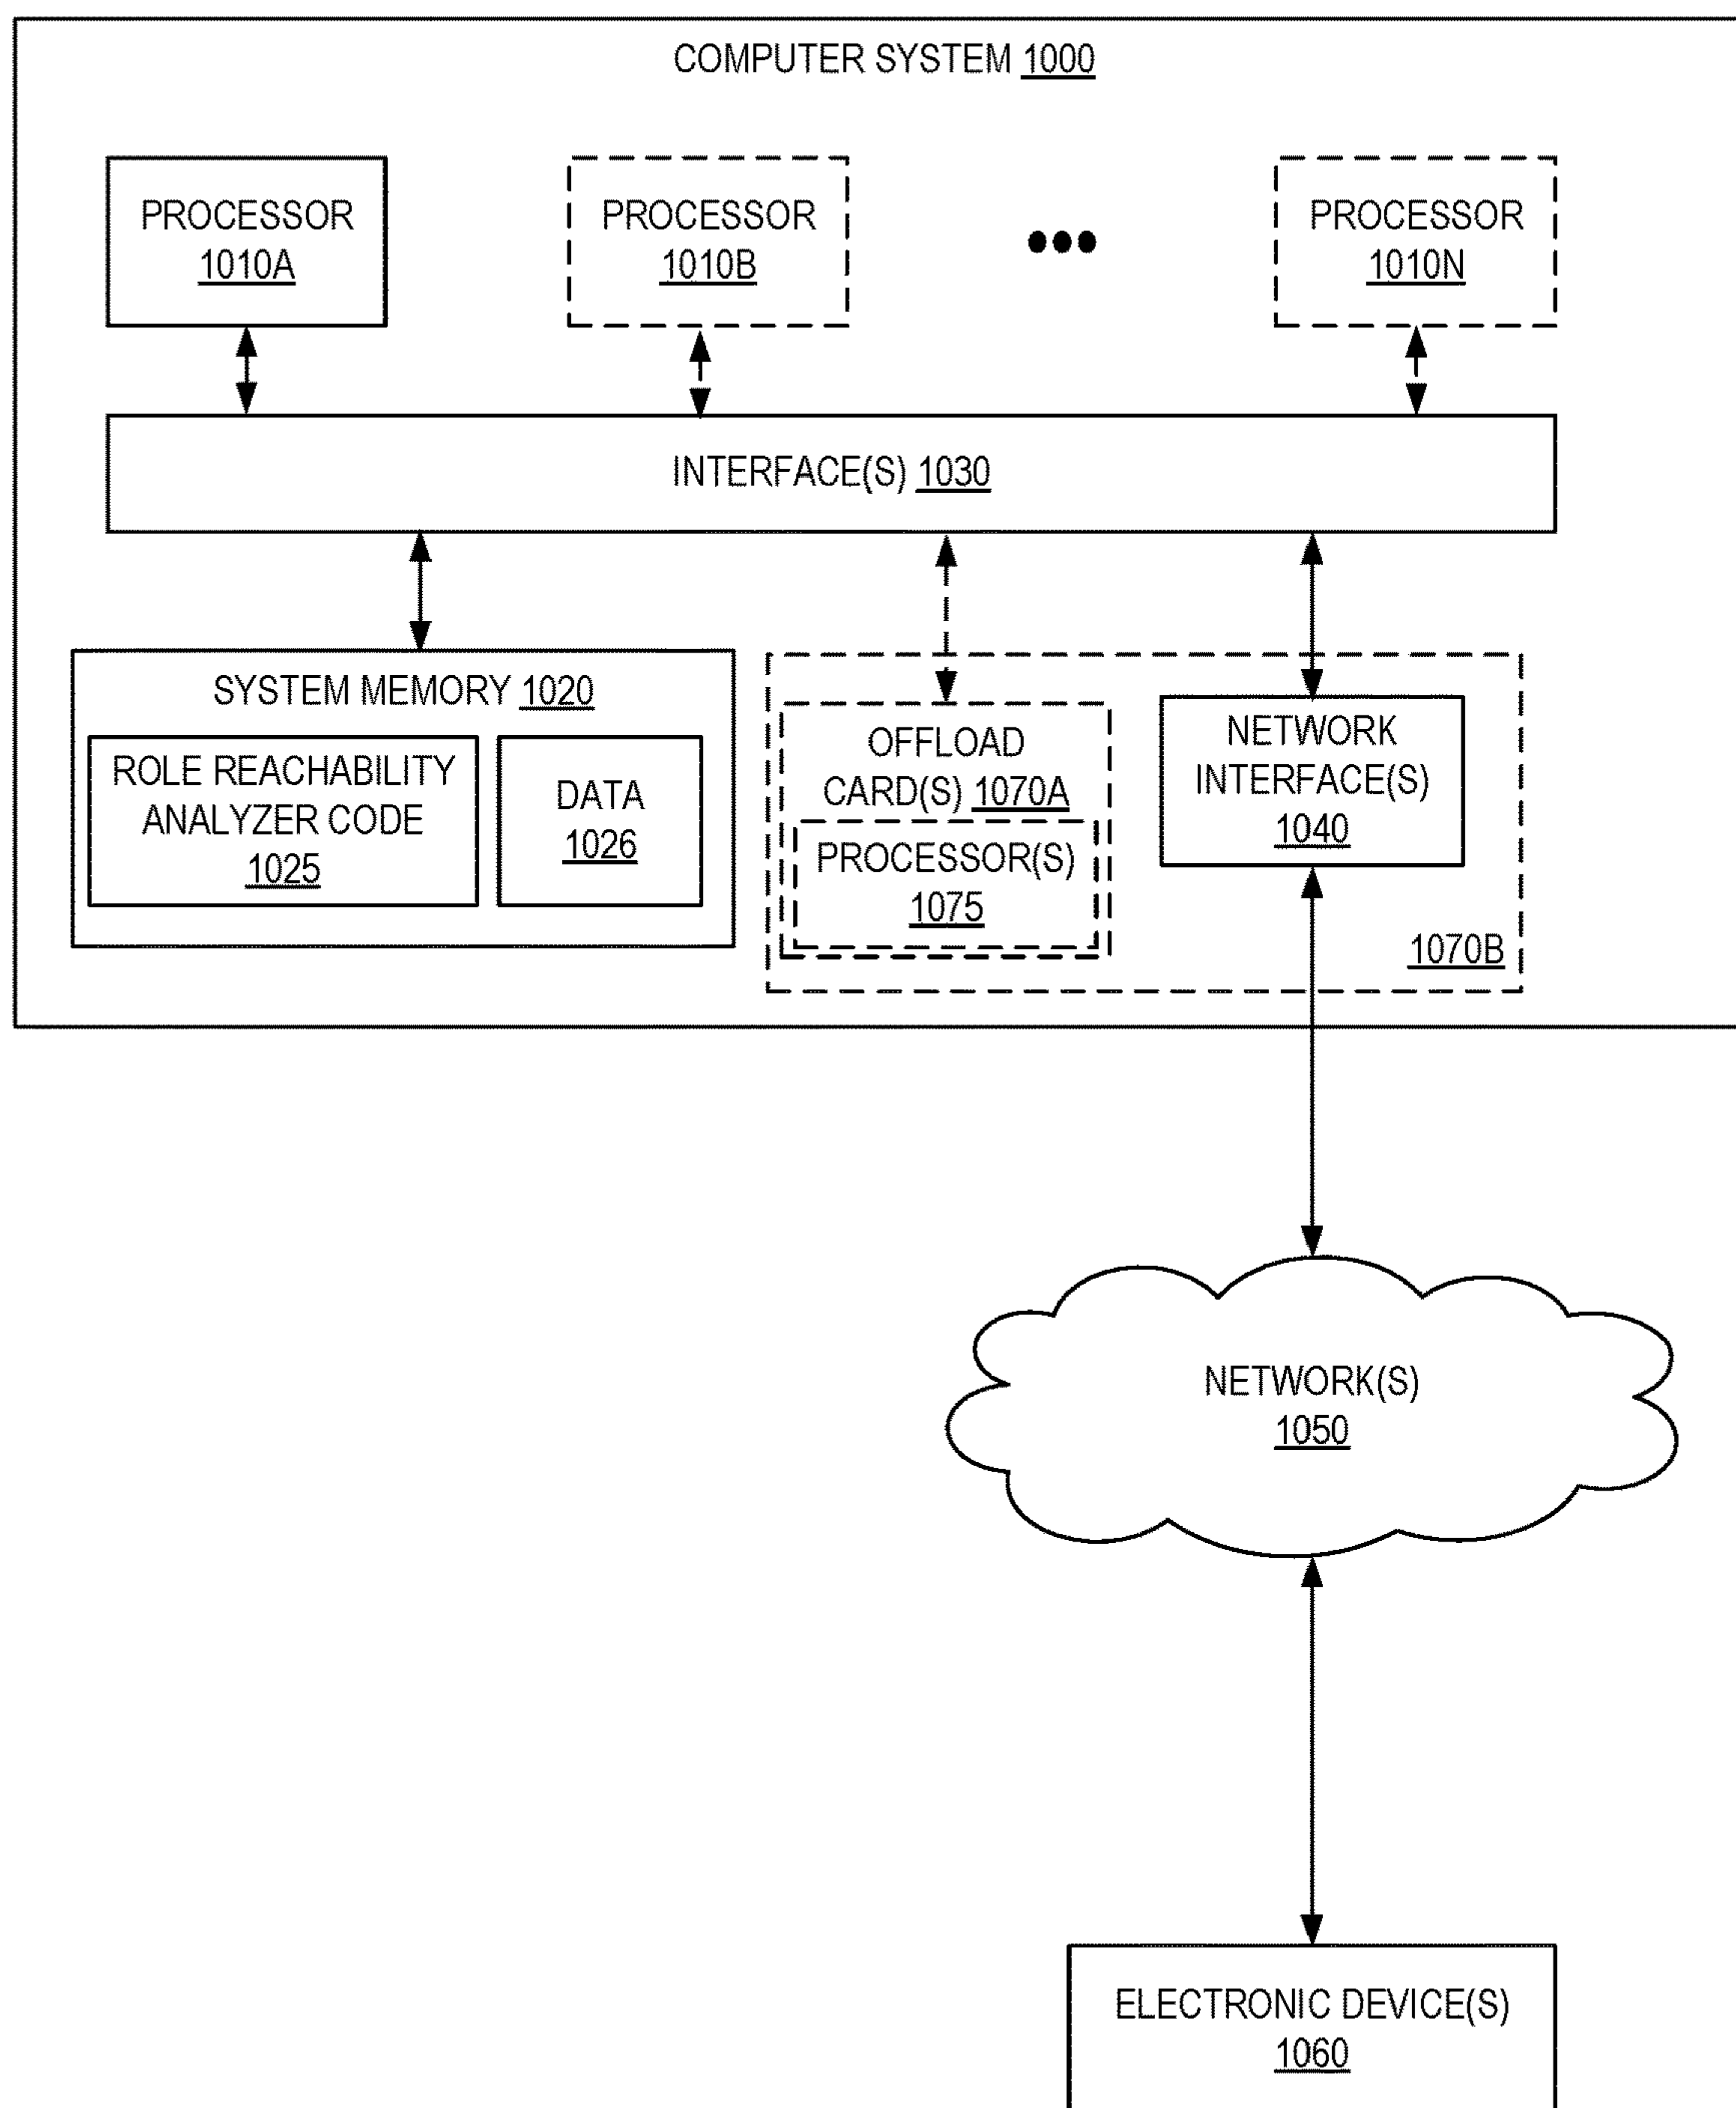 COMPUTER SYSTEM 1000
PROCESSOR
1010A
PROCESSOR
1010B
PROCESSOR
1010N
INTERFACE(S) 1030
SYSTEM MEMORY 1020
ROLE REACHABILITY
ANALYZER CODE
1025
DATA
1026
OFFLOAD
CARD(S) 1070A
PROCESSOR(S)
1075
NETWORK
INTERFACE(S)
1040
1070B
NETWORK(S)
1050
ELECTRONIC DEVICE(S)
1060